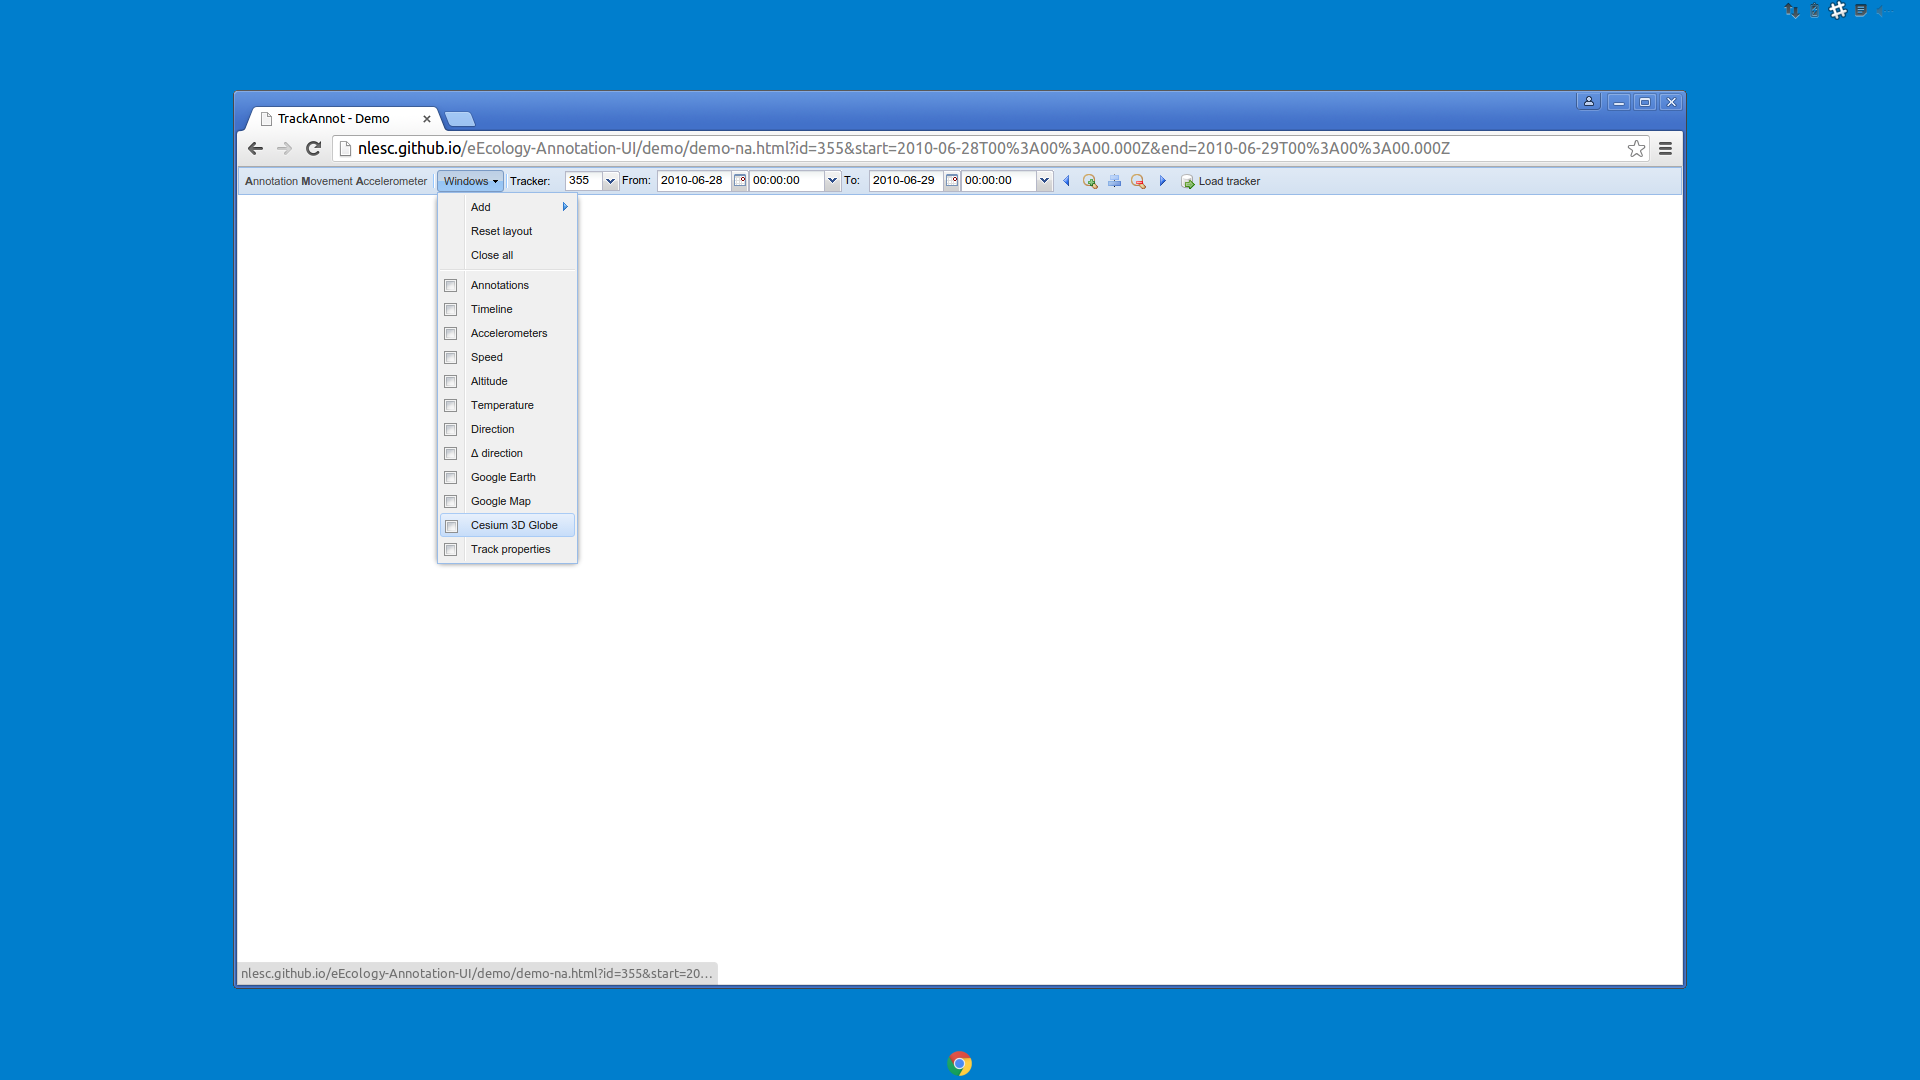 TrackAnnot - Demo
nlesc.github.io/eEcology-Annotation-UI/demo/demo-na.html?id=355&start=2010-06-28T00%3A00%3A00.000Z&end=2010-06-29T00%3A00%3A00.000Z
Annotation Movement Accelerometer Windows Tracker: 355 From: 2010-06-28 00:00:00 To: 2010-06-29 00:00:00 Load tracker
Add
Reset layout
Close all
Annotations
Timeline
Accelerometers
Speed
Altitude
Temperature
Direction
Δ direction
Google Earth
Google Map
Cesium 3D Globe
Track properties
nlesc.github.io/eEcology-Annotation-UI/demo/demo-na.html?id=355&start=20...